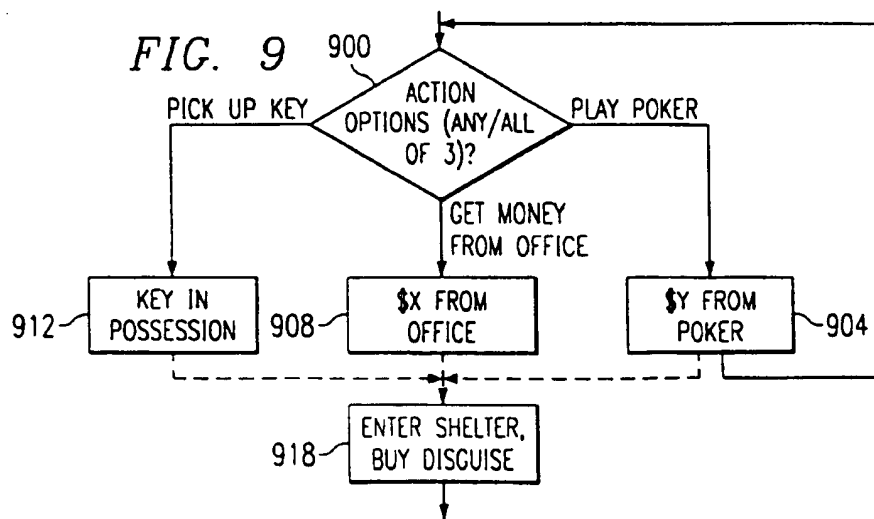 FIG. 9
900
ACTION
OPTIONS (ANY/ALL
OF 3)?
PICK UP KEY
PLAY POKER
GET MONEY
FROM OFFICE
912
KEY IN
POSSESSION
908
$X FROM
OFFICE
$Y FROM
POKER
904
918
ENTER SHELTER,
BUY DISGUISE